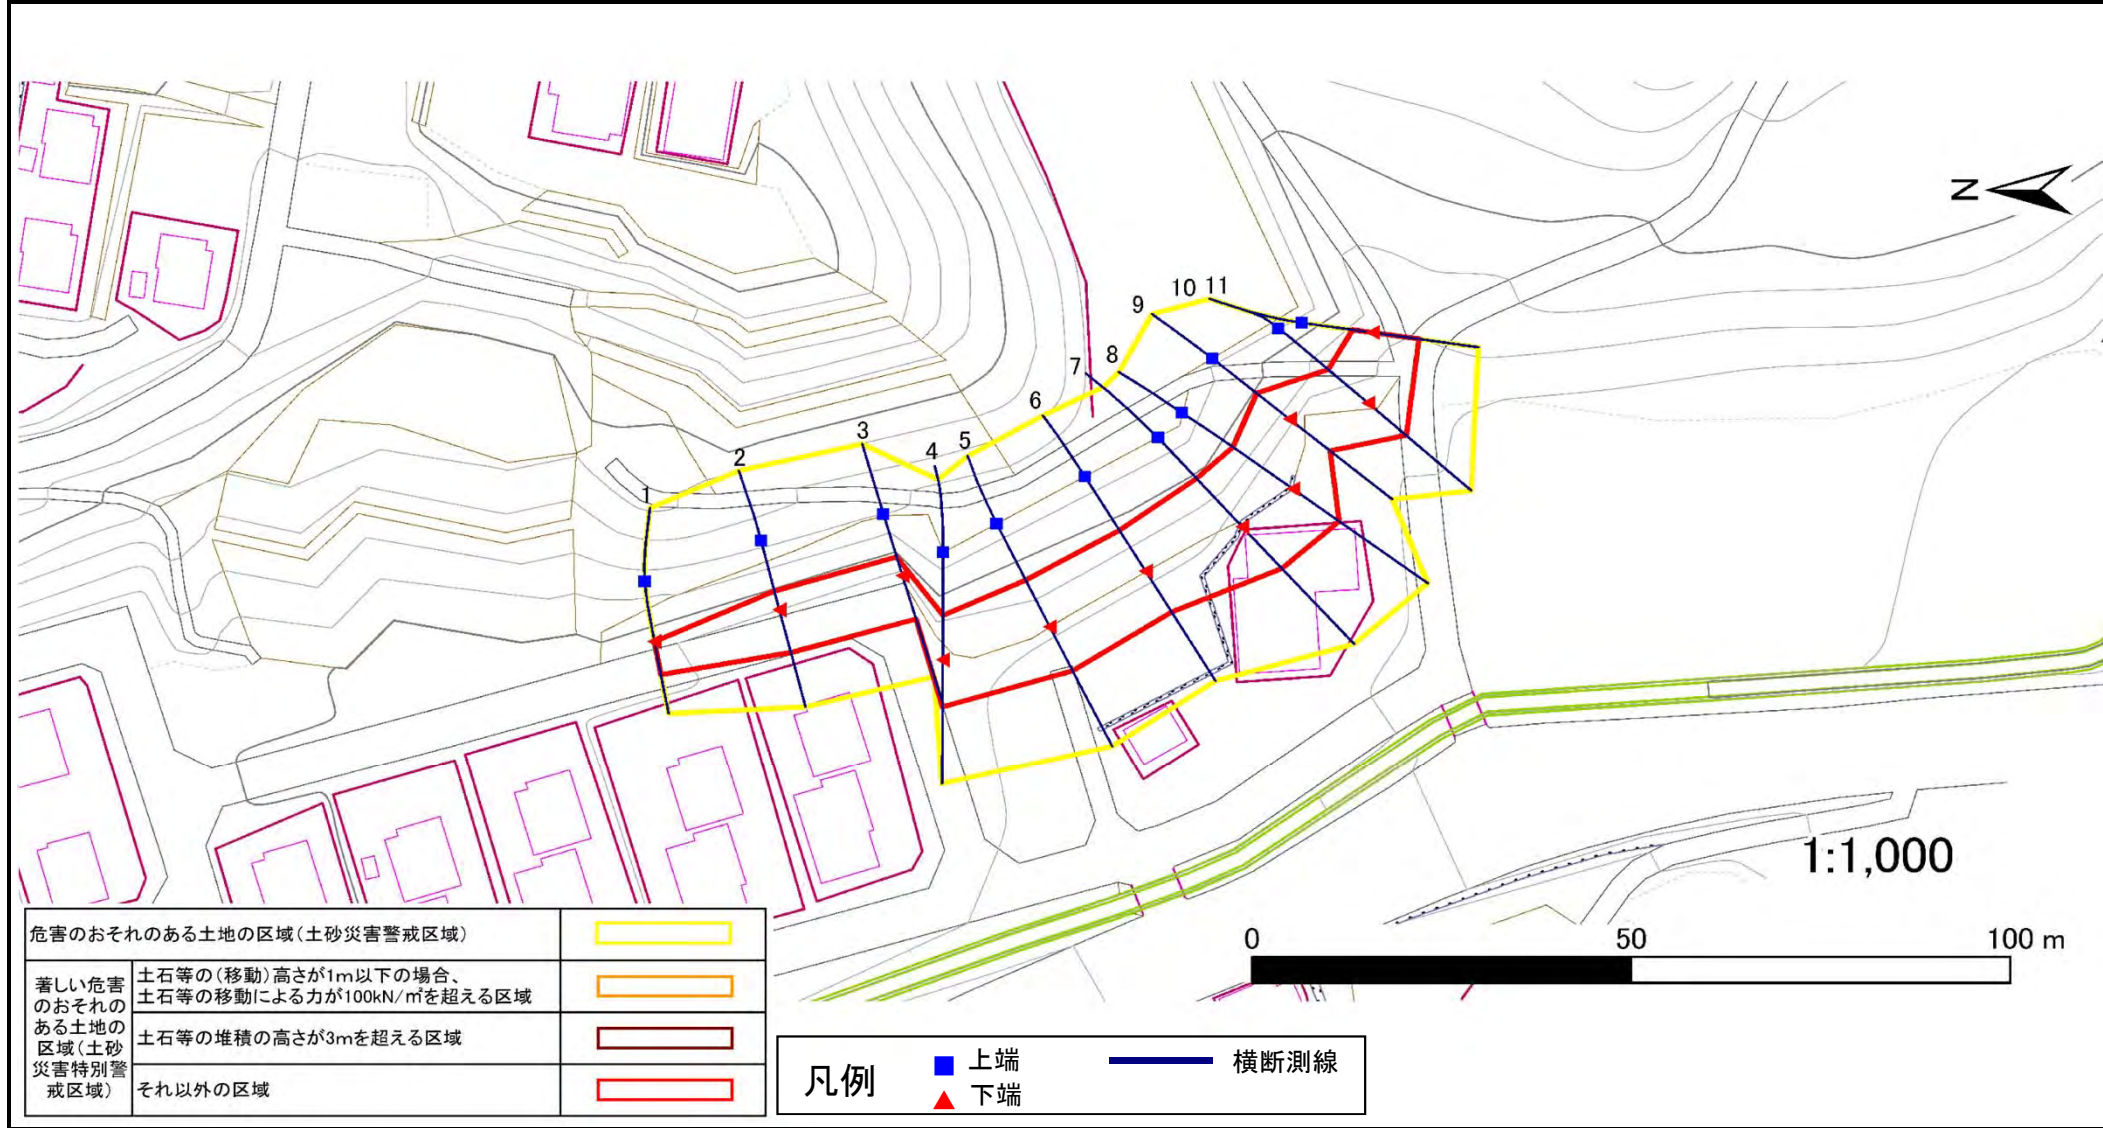 N
1
2
3
4
5
6
7
8
9
10
11
1:1,000
0
50
100 m
危害のおそれのある土地の区域(土砂災害警戒区域)
著しい危害
のおそれの
ある土地の
区域(土砂
災害特別警
戒区域)
土石等の(移動)高さが1m以下の場合、
土石等の移動による力が100kN/㎡を超える区域
土石等の堆積の高さが3mを超える区域
それ以外の区域
凡例
上端
下端
横断測線